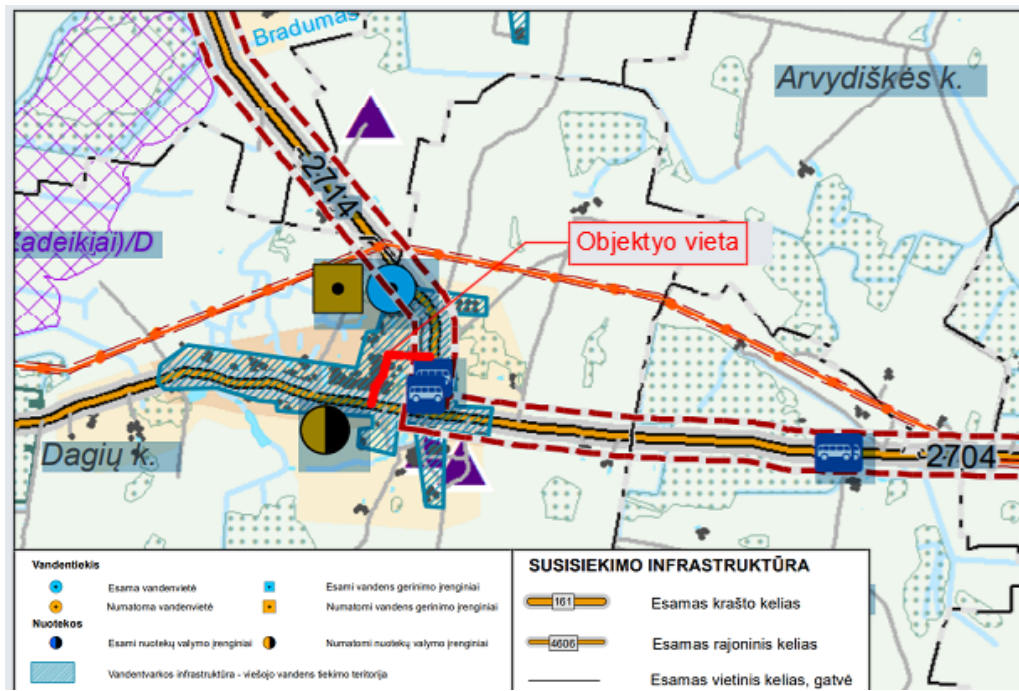 Bradumas
Arvydiškės k.
2714
Žadeikiai)/D
Objektyo vieta
Dagių k.
2704
Vandentiekis
Esama vandenvietė
Esami vandens gerinimo įrenginiai
Numatoma vandenvietė
Numatomi vandens gerinimo įrenginiai
Nuotekos
Esami nuotekų valymo įrenginiai
Numatomi nuotekų valymo įrenginiai
Vandentvarkos infrastruktūra - viešojo vandens tiekimo teritorija
SUSISIEKIMO INFRASTRUKTŪRA
161
Esamas krašto kelias
4606
Esamas rajoninis kelias
Esamas vietinis kelias, gatvė